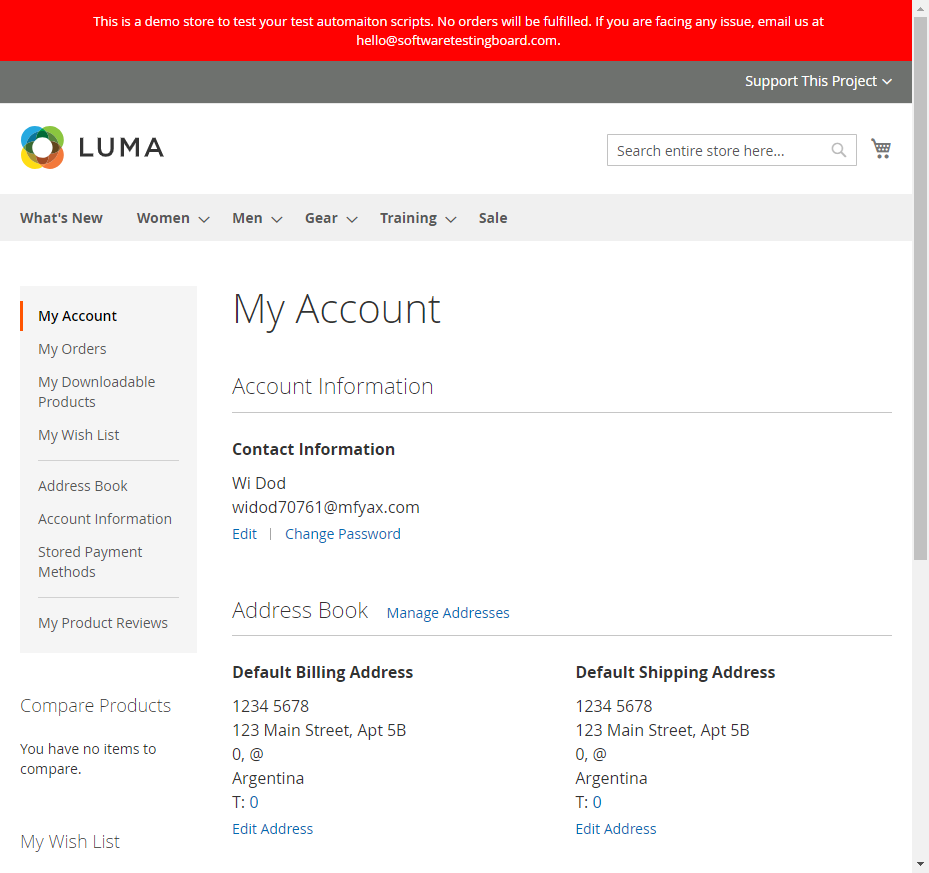 This is a demo store to test your test automaiton scripts. No orders will be fulfilled. If you are facing any issue, email us at
hello@softwaretestingboard.com.
Support This Project
LUMA
Search entire store here...
What's New Women Men Gear Training Sale
My Account
My Orders
My Downloadable
Products
My Wish List
Address Book
Account Information
Stored Payment
Methods
My Product Reviews
Compare Products
You have no items to
compare.
My Wish List
My Account
Account Information
Contact Information
Wi Dod
widod70761@mfyax.com
Edit | Change Password
Address Book Manage Addresses
Default Billing Address
1234 5678
123 Main Street, Apt 5B
0, @
Argentina
T: 0
Edit Address
Default Shipping Address
1234 5678
123 Main Street, Apt 5B
0, @
Argentina
T: 0
Edit Address